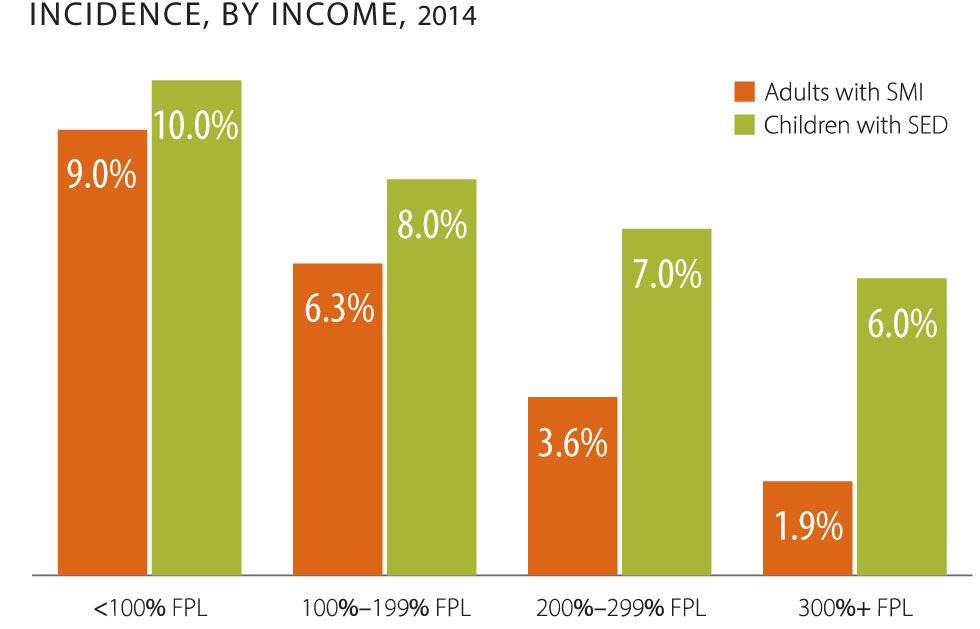 INCIDENCE, BY INCOME, 2014
Adults with SMI
Children with SED
9.0%
10.0%
6.3%
8.0%
3.6%
7.0%
1.9%
6.0%
<100% FPL
100%–199% FPL
200%–299% FPL
300%+ FPL